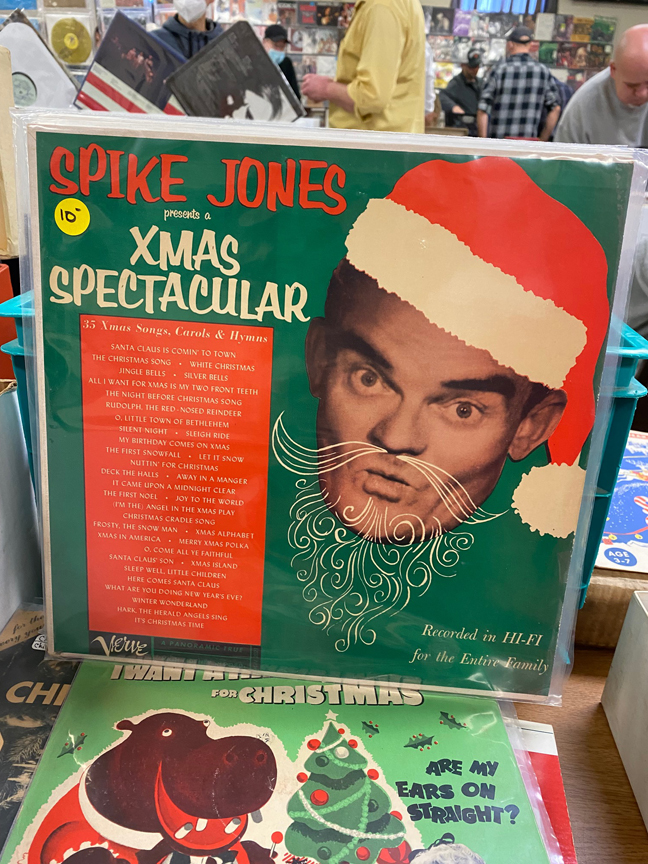 SPIKE JONES
10-
presents a
XMAS
SPECTACULAR
35 Xmas Songs, Carols & Hymns
SANTA CLAUS IS COMIN' TO TOWN
THE CHRISTMAS SONG • WHITE CHRISTMAS
JINGLE BELLS • SILVER BELLS
ALL I WANT FOR XMAS IS MY TWO FRONT TEETH
THE NIGHT BEFORE CHRISTMAS SONG
RUDOLPH, THE RED-NOSED REINDEER
O, LITTLE TOWN OF BETHLEHEM
SILENT NIGHT • SLEIGH RIDE
MY BIRTHDAY COMES ON XMAS
THE FIRST SNOWFALL • LET IT SNOW
NUTTIN' FOR CHRISTMAS
DECK THE HALLS • AWAY IN A MANGER
IT CAME UPON A MIDNIGHT CLEAR
THE FIRST NOEL • JOY TO THE WORLD
(I'M THE) ANGEL IN THE XMAS PLAY
CHRISTMAS CRADLE SONG
FROSTY, THE SNOW MAN • XMAS ALPHABET
XMAS IN AMERICA • MERRY XMAS POLKA
O, COME ALL YE FAITHFUL
SANTA CLAUS' SON • XMAS ISLAND
SLEEP WELL, LITTLE CHILDREN
HERE COMES SANTA CLAUS
WHAT ARE YOU DOING NEW YEAR'S EVE?
WINTER WONDERLAND
HARK, THE HERALD ANGELS SING
IT'S CHRISTMAS TIME
Verve
A PANORAMIC TRUE
Recorded in HI-FI
for the Entire Family
AGE
3-7
I WANT A
FOR CHRISTMAS
ARE MY
EARS ON
STRAIGHT?
for the
CH